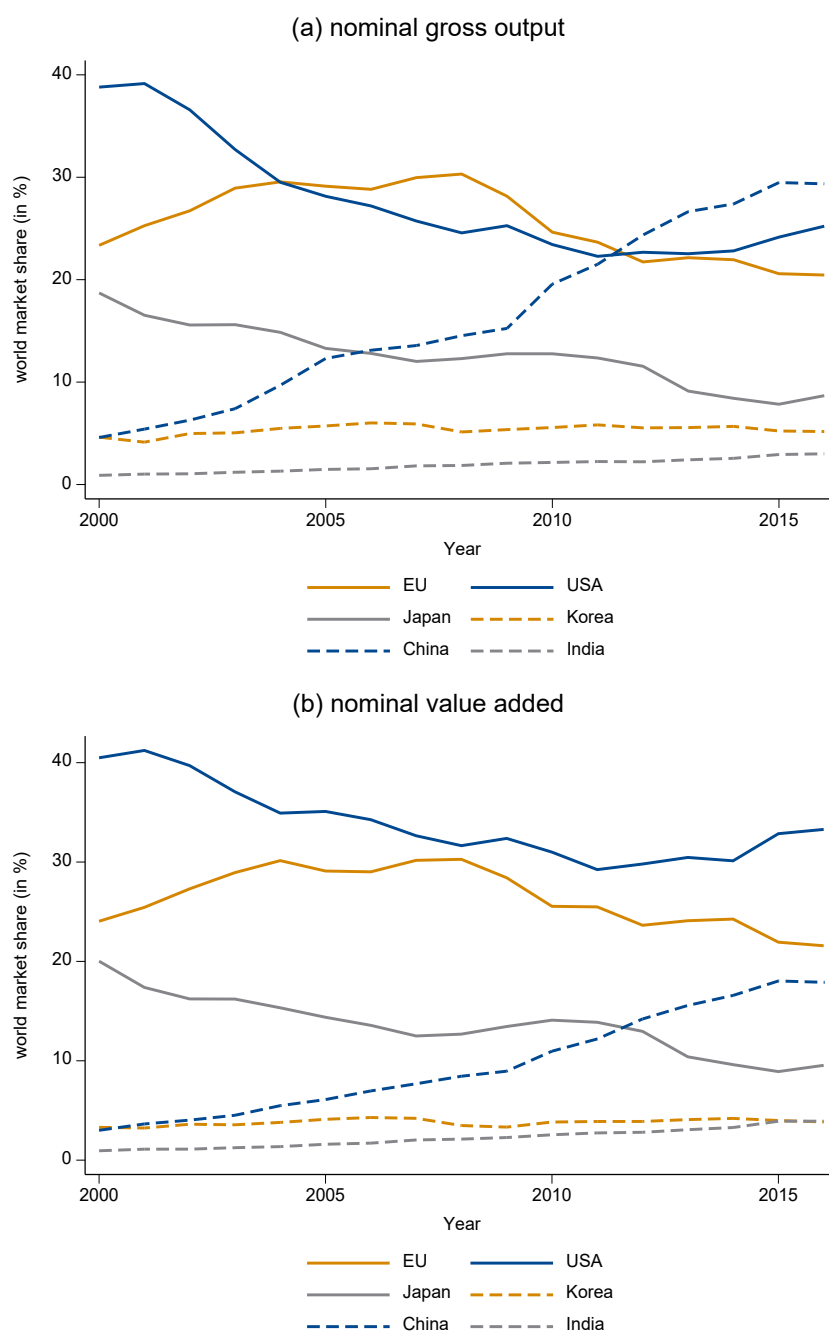 (a) nominal gross output
world market share (in %)
40
30
20
10
0
2000 2005 2010 2015
Year
EU USA
Japan Korea
China India
(b) nominal value added
world market share (in %)
40
30
20
10
0
2000 2005 2010 2015
Year
EU USA
Japan Korea
China India